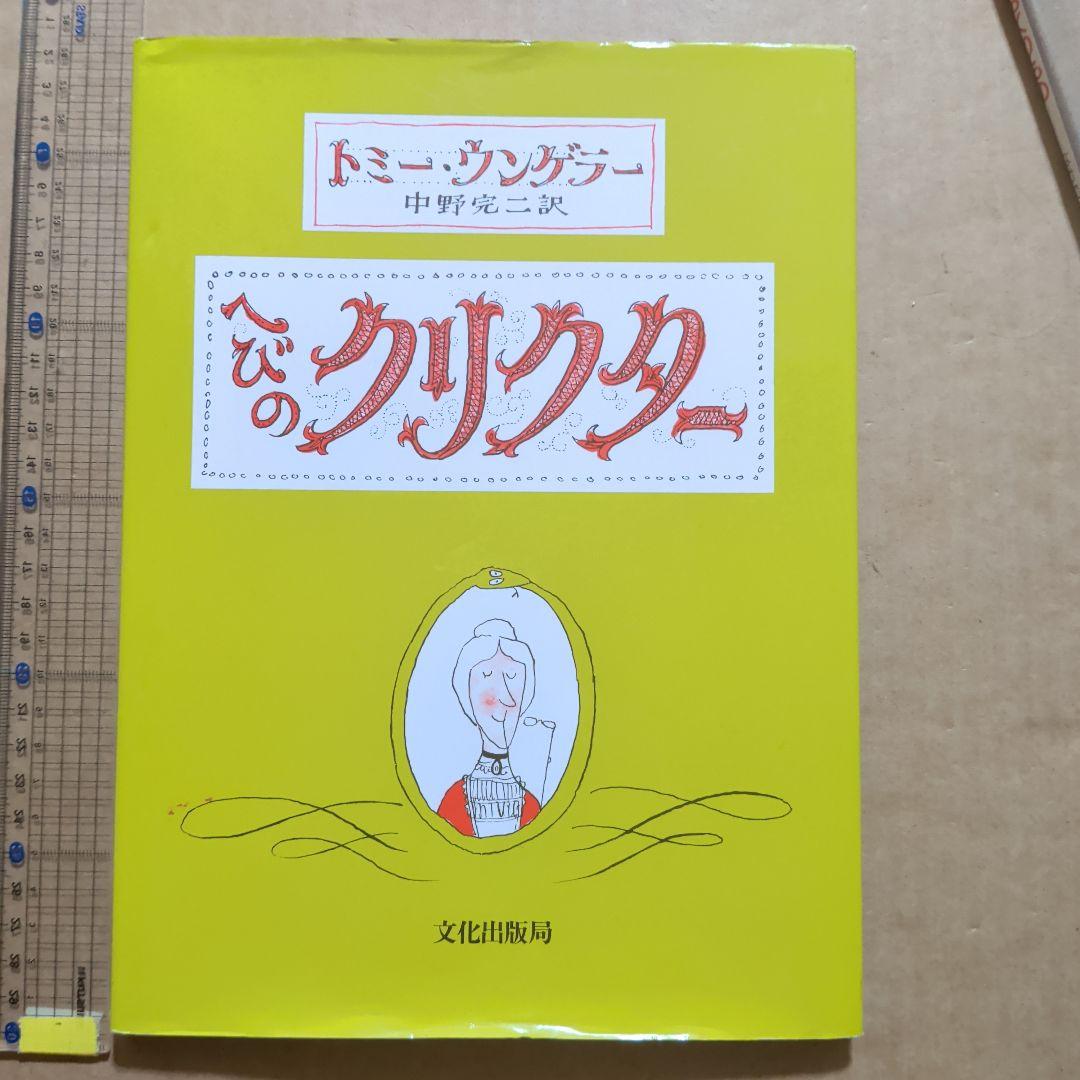 トミー・ウンゲラー
中野完二訳
へびの
クリクター
文化出版局